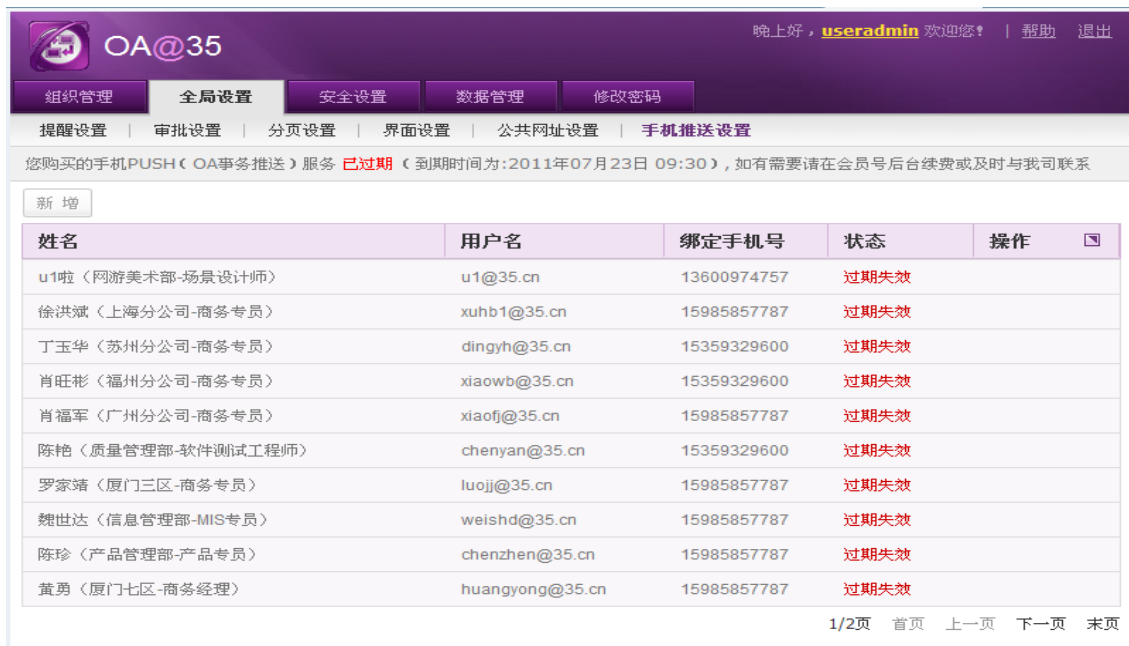 OA@35
晚上好，useradmin 欢迎您！ | 帮助 退出
组织管理 全局设置 安全设置 数据管理 修改密码
提醒设置 | 审批设置 | 分页设置 | 界面设置 | 公共网址设置 | 手机推送设置
您购买的手机PUSH（OA事务推送）服务 已过期 （到期时间为:2011年07月23日 09:30），如有需要请在会员号后台续费或及时与我司联系
新 增
姓名 用户名 绑定手机号 状态 操作
u1啦（网游美术部-场景设计师） u1@35.cn 13600974757 过期失效
徐洪斌（上海分公司-商务专员） xuhb1@35.cn 15985857787 过期失效
丁玉华（苏州分公司-商务专员） dingyh@35.cn 15359329600 过期失效
肖旺彬（福州分公司-商务专员） xiaowb@35.cn 15359329600 过期失效
肖福军（广州分公司-商务专员） xiaofj@35.cn 15985857787 过期失效
陈艳（质量管理部-软件测试工程师） chenyan@35.cn 15359329600 过期失效
罗家靖（厦门三区-商务专员） luojj@35.cn 15985857787 过期失效
魏世达（信息管理部-MIS专员） weishd@35.cn 15985857787 过期失效
陈珍（产品管理部-产品专员） chenzhen@35.cn 15985857787 过期失效
黄勇（厦门七区-商务经理） huangyong@35.cn 15985857787 过期失效
1/2页 首页 上一页 下一页 末页